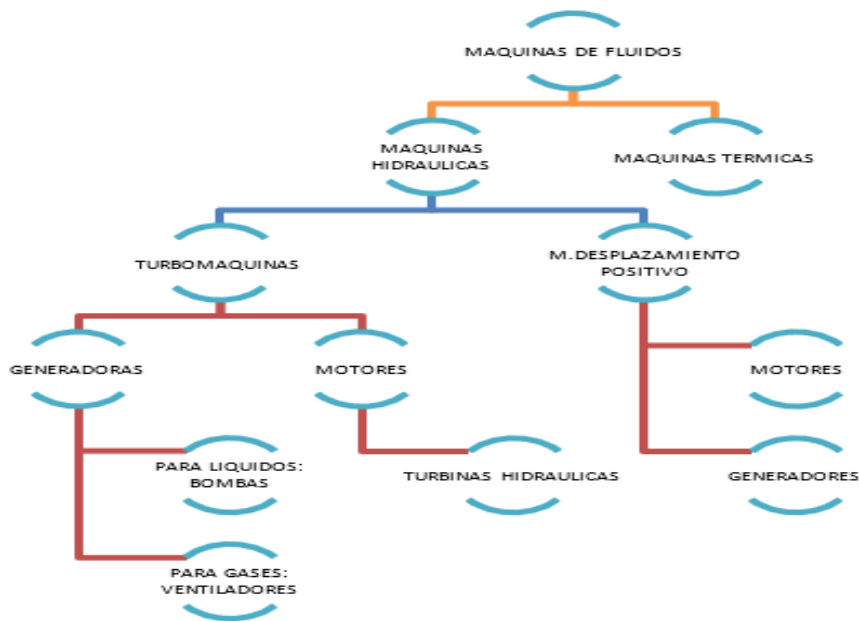 MAQUINAS DE FLUIDOS
MAQUINAS
HIDRAULICAS
MAQUINAS TERMICAS
TURBOMAQUINAS
M.DESPLAZAMIENTO
POSITIVO
GENERADORAS
MOTORES
MOTORES
PARA LIQUIDOS:
BOMBAS
TURBINAS HIDRAULICAS
GENERADORES
PARA GASES:
VENTILADORES